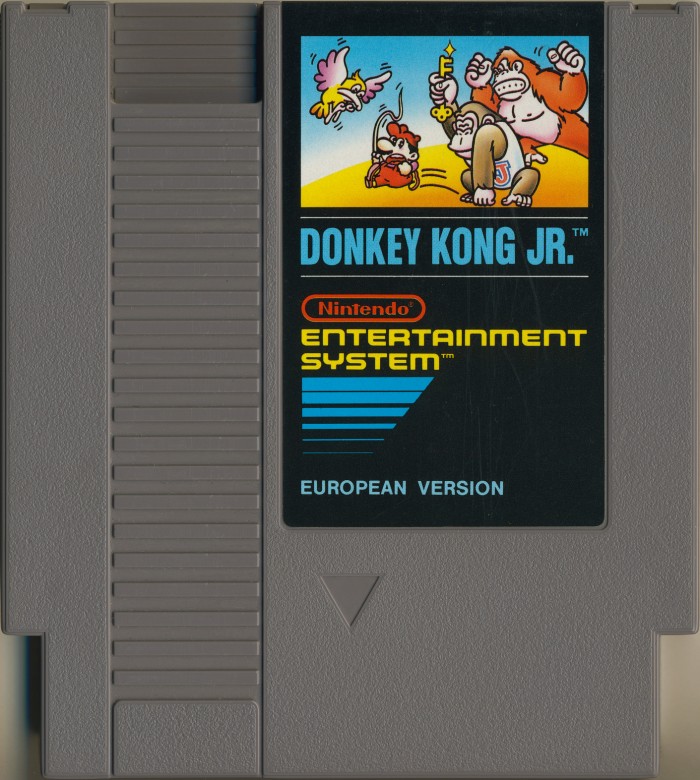 J
DONKEY KONG JR.™
Nintendo®
ENTERTAINMENT
SYSTEM™
EUROPEAN VERSION